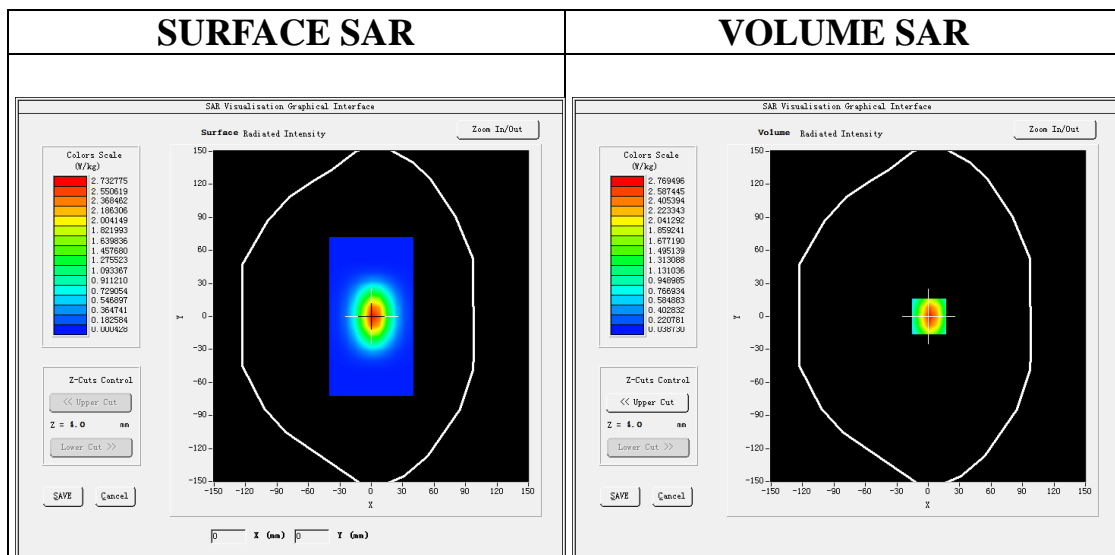 SURFACE SAR
VOLUME SAR
SAR Visualisation Graphical Interface
Surface Radiated Intensity
Zoom In/Out
Colors Scale
(W/kg)
2.732775
2.550619
2.368462
2.186306
2.004149
1.821993
1.639836
1.457680
1.275523
1.093367
0.911210
0.729054
0.546897
0.364741
0.182584
0.000428
150
120
90
60
30
0
-30
-60
-90
-120
-150
Y
-150 -120 -90 -60 -30 0 30 60 90 120 150
X
Z-Cuts Control
<< Upper Cut
Z = 4.0 mm
Lower Cut >>
SAVE Cancel
0 X (mm) 0 Y (mm)
SAR Visualisation Graphical Interface
Volume Radiated Intensity
Zoom In/Out
Colors Scale
(W/kg)
2.769496
2.587445
2.405394
2.223343
2.041292
1.859241
1.677190
1.495139
1.313088
1.131036
0.948985
0.766934
0.584883
0.402832
0.220781
0.038730
150
120
90
60
30
0
-30
-60
-90
-120
-150
Y
-150 -120 -90 -60 -30 0 30 60 90 120 150
X
Z-Cuts Control
<< Upper Cut
Z = 4.0 mm
Lower Cut >>
SAVE Cancel